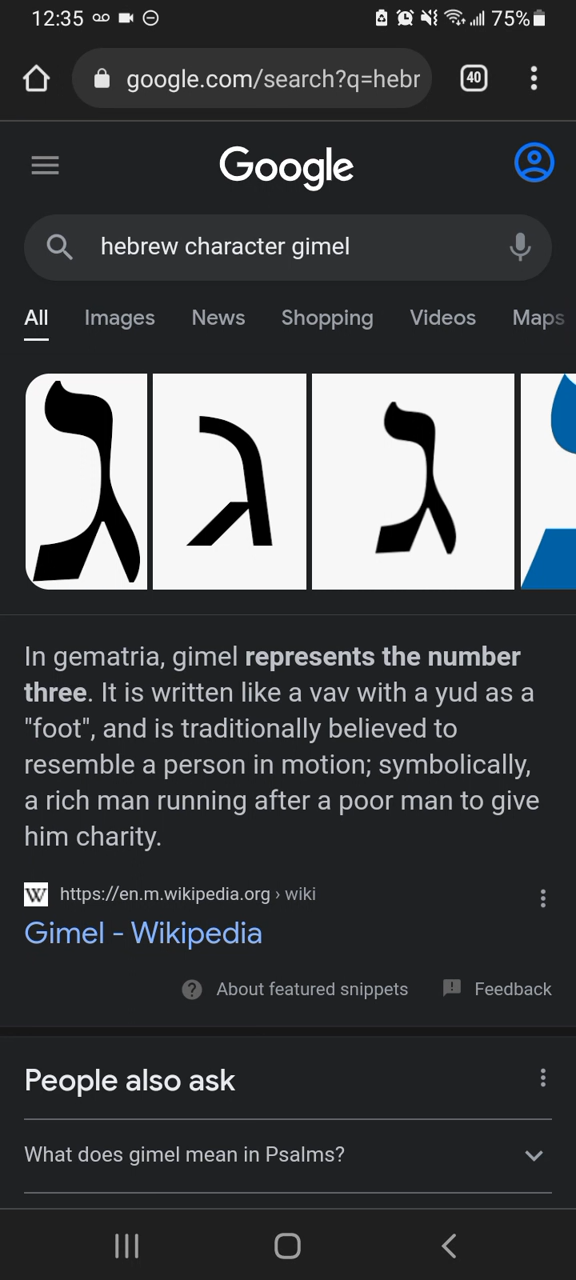 12:35 75%
google.com/search?q=hebr 40
Google
hebrew character gimel
All Images News Shopping Videos Maps
ג ג ג
In gematria, gimel represents the number
three. It is written like a vav with a yud as a
"foot", and is traditionally believed to
resemble a person in motion; symbolically,
a rich man running after a poor man to give
him charity.
W https://en.m.wikipedia.org › wiki
Gimel - Wikipedia
About featured snippets Feedback
People also ask
What does gimel mean in Psalms?